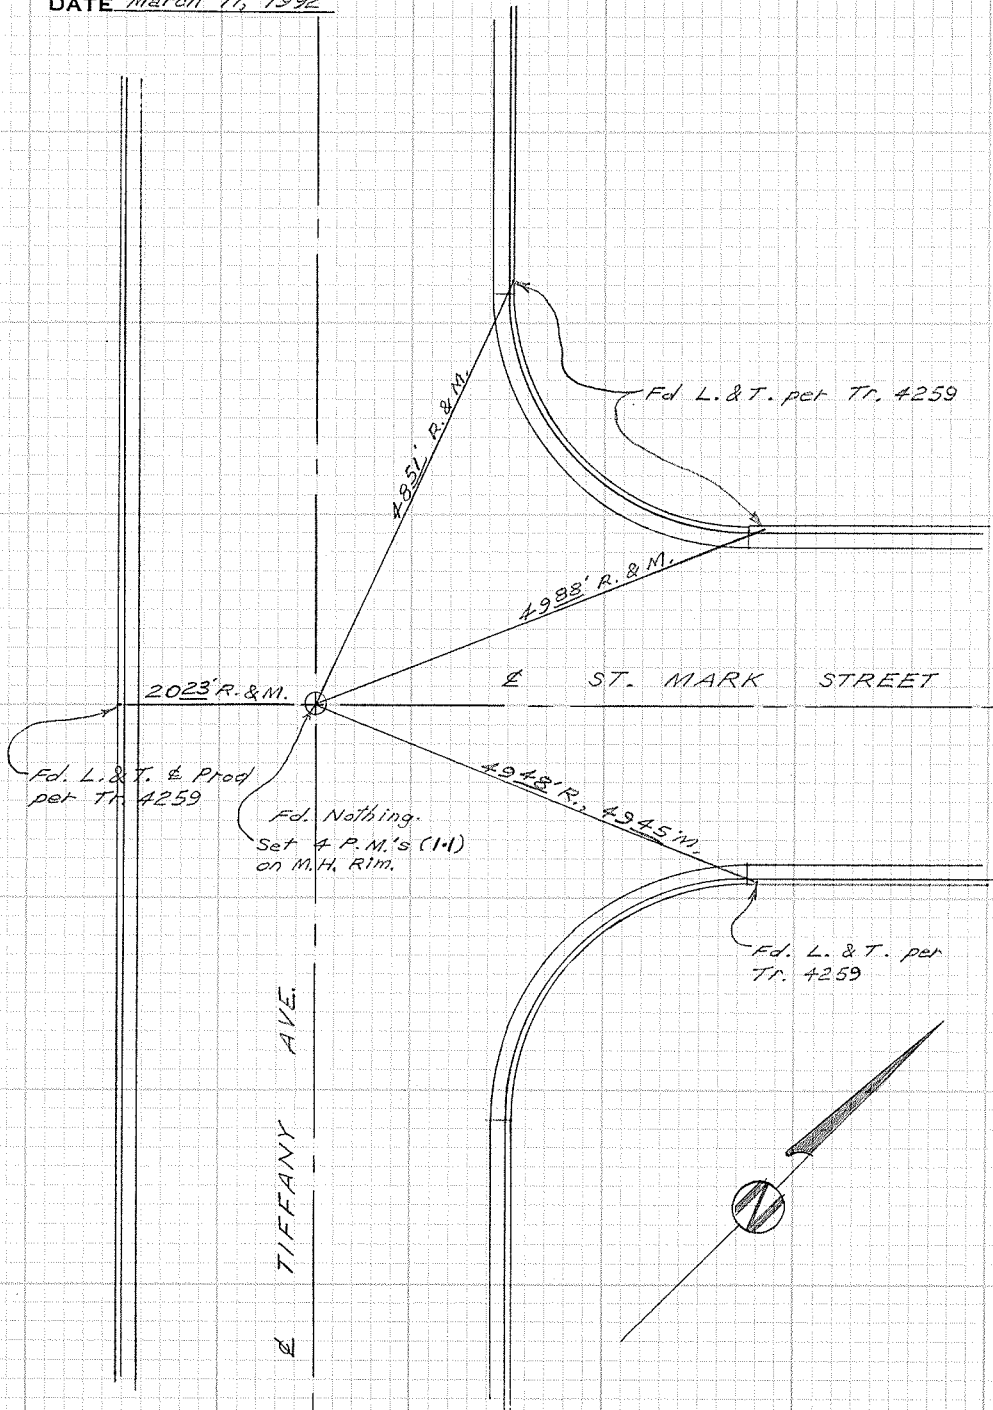 DATE March 11, 1992
Fd L. & T. per Tr. 4259
48 51' R. & M.
49 88' R. & M.
20 23' R. & M.
℄ ST. MARK STREET
Fd. L. & T. ℄ Prod
per Tr. 4259
Fd. Nothing.
Set 4 P.M.'s (1·1)
on M.H. Rim.
49 48' R., 49 45' M.
Fd. L. & T. per
Tr. 4259
℄ TIFFANY AVE.
N